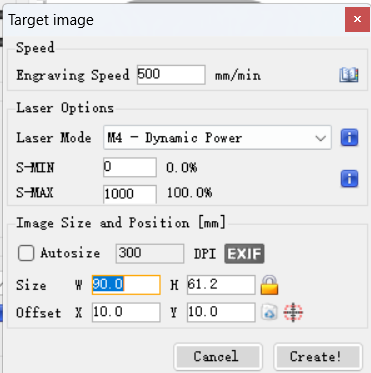 Target image
Speed
Engraving Speed 500 mm/min
Laser Options
Laser Mode M4 - Dynamic Power
S-MIN 0 0.0%
S-MAX 1000 100.0%
Image Size and Position [mm]
Autosize 300 DPI EXIF
Size W 90.0 H 61.2
Offset X 10.0 Y 10.0
Cancel Create!